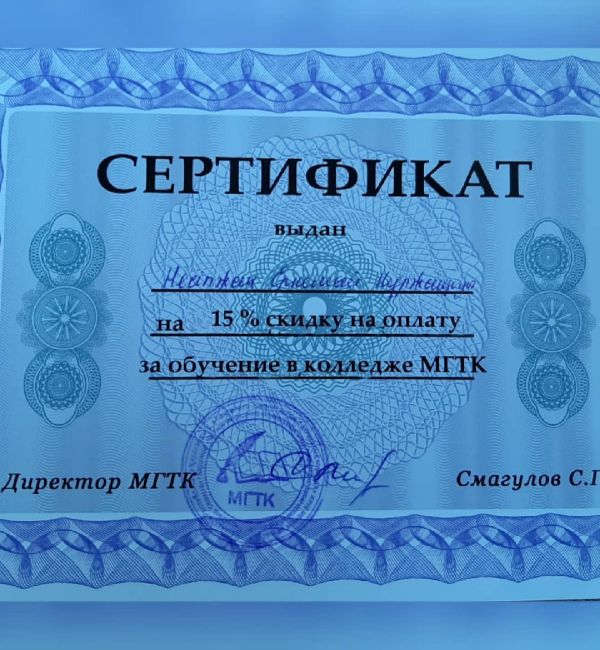 СЕРТИФИКАТ
выдан
на 15 % скидку на оплату
за обучение в колледже МГТК
МГТК
Директор МГТК Смагулов С.Г